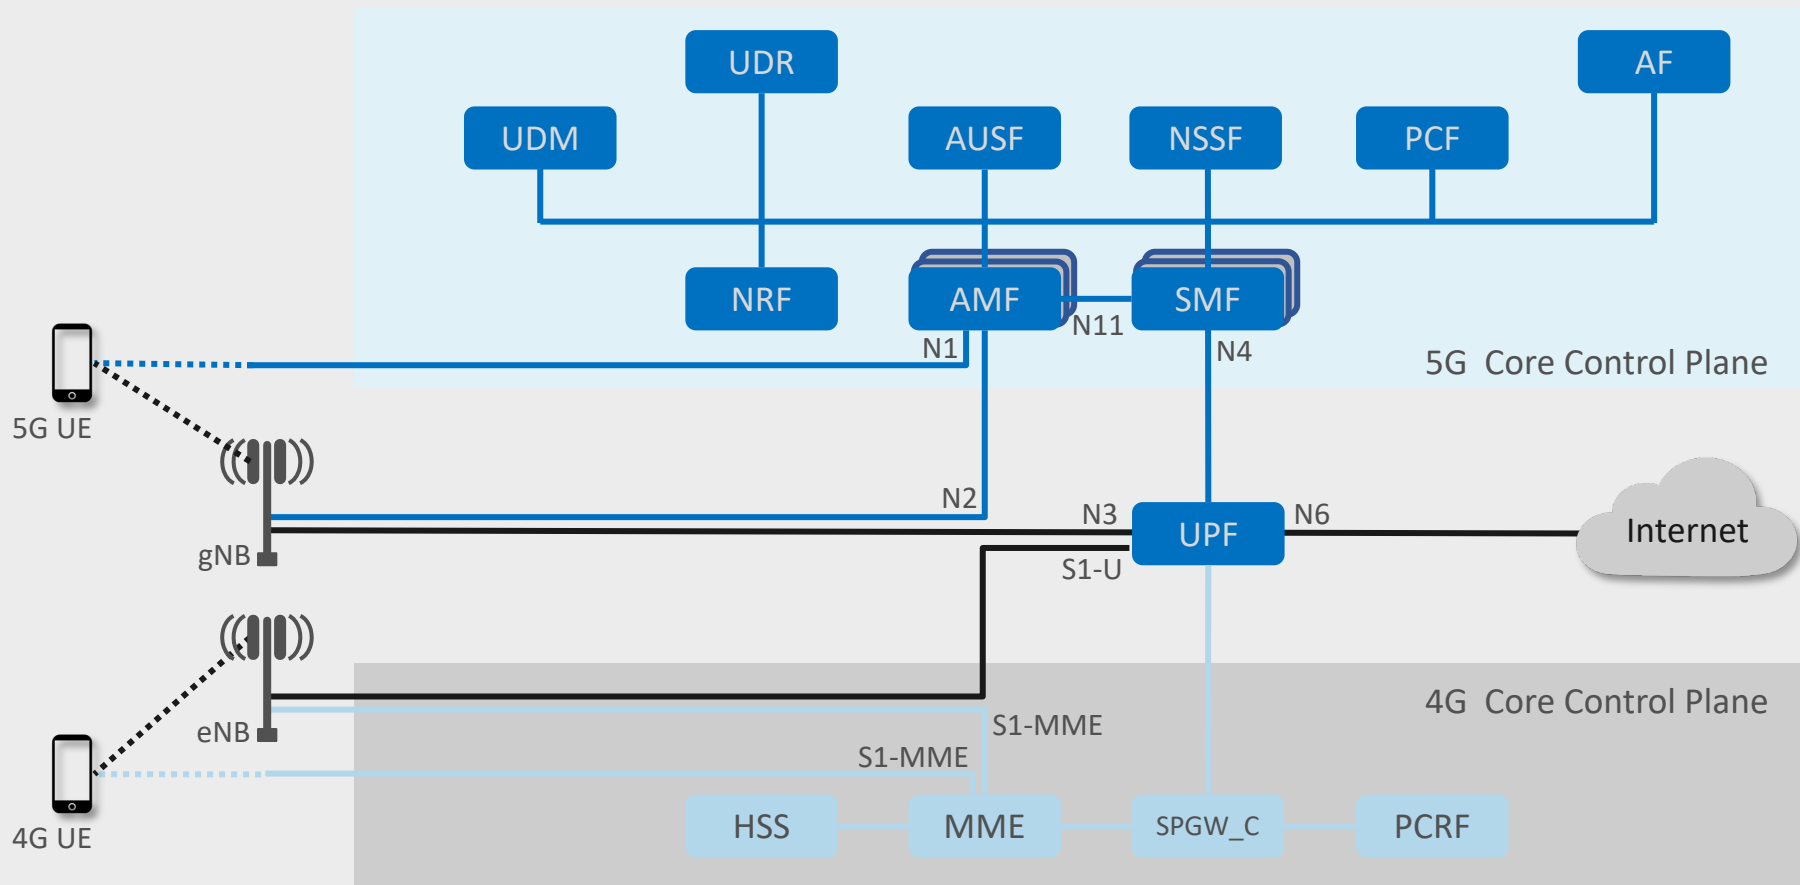 UDR
AF
UDM
AUSF
NSSF
PCF
NRF
AMF
SMF
N11
N1
N4
5G Core Control Plane
5G UE
N2
N3
UPF
N6
Internet
gNB
S1-U
4G Core Control Plane
eNB
S1-MME
S1-MME
HSS
MME
SPGW_C
PCRF
4G UE